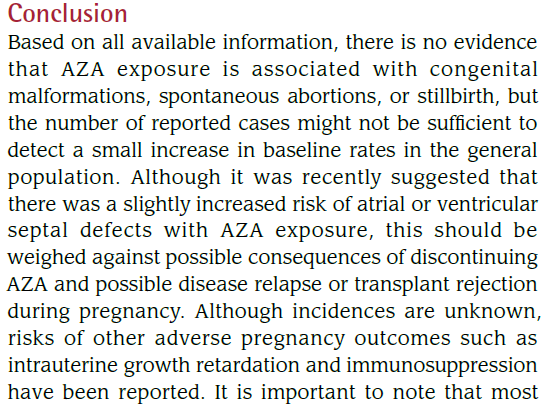 Conclusion
Based on all available information, there is no evidence
that AZA exposure is associated with congenital
malformations, spontaneous abortions, or stillbirth, but
the number of reported cases might not be sufficient to
detect a small increase in baseline rates in the general
population. Although it was recently suggested that
there was a slightly increased risk of atrial or ventricular
septal defects with AZA exposure, this should be
weighed against possible consequences of discontinuing
AZA and possible disease relapse or transplant rejection
during pregnancy. Although incidences are unknown,
risks of other adverse pregnancy outcomes such as
intrauterine growth retardation and immunosuppression
have been reported. It is important to note that most